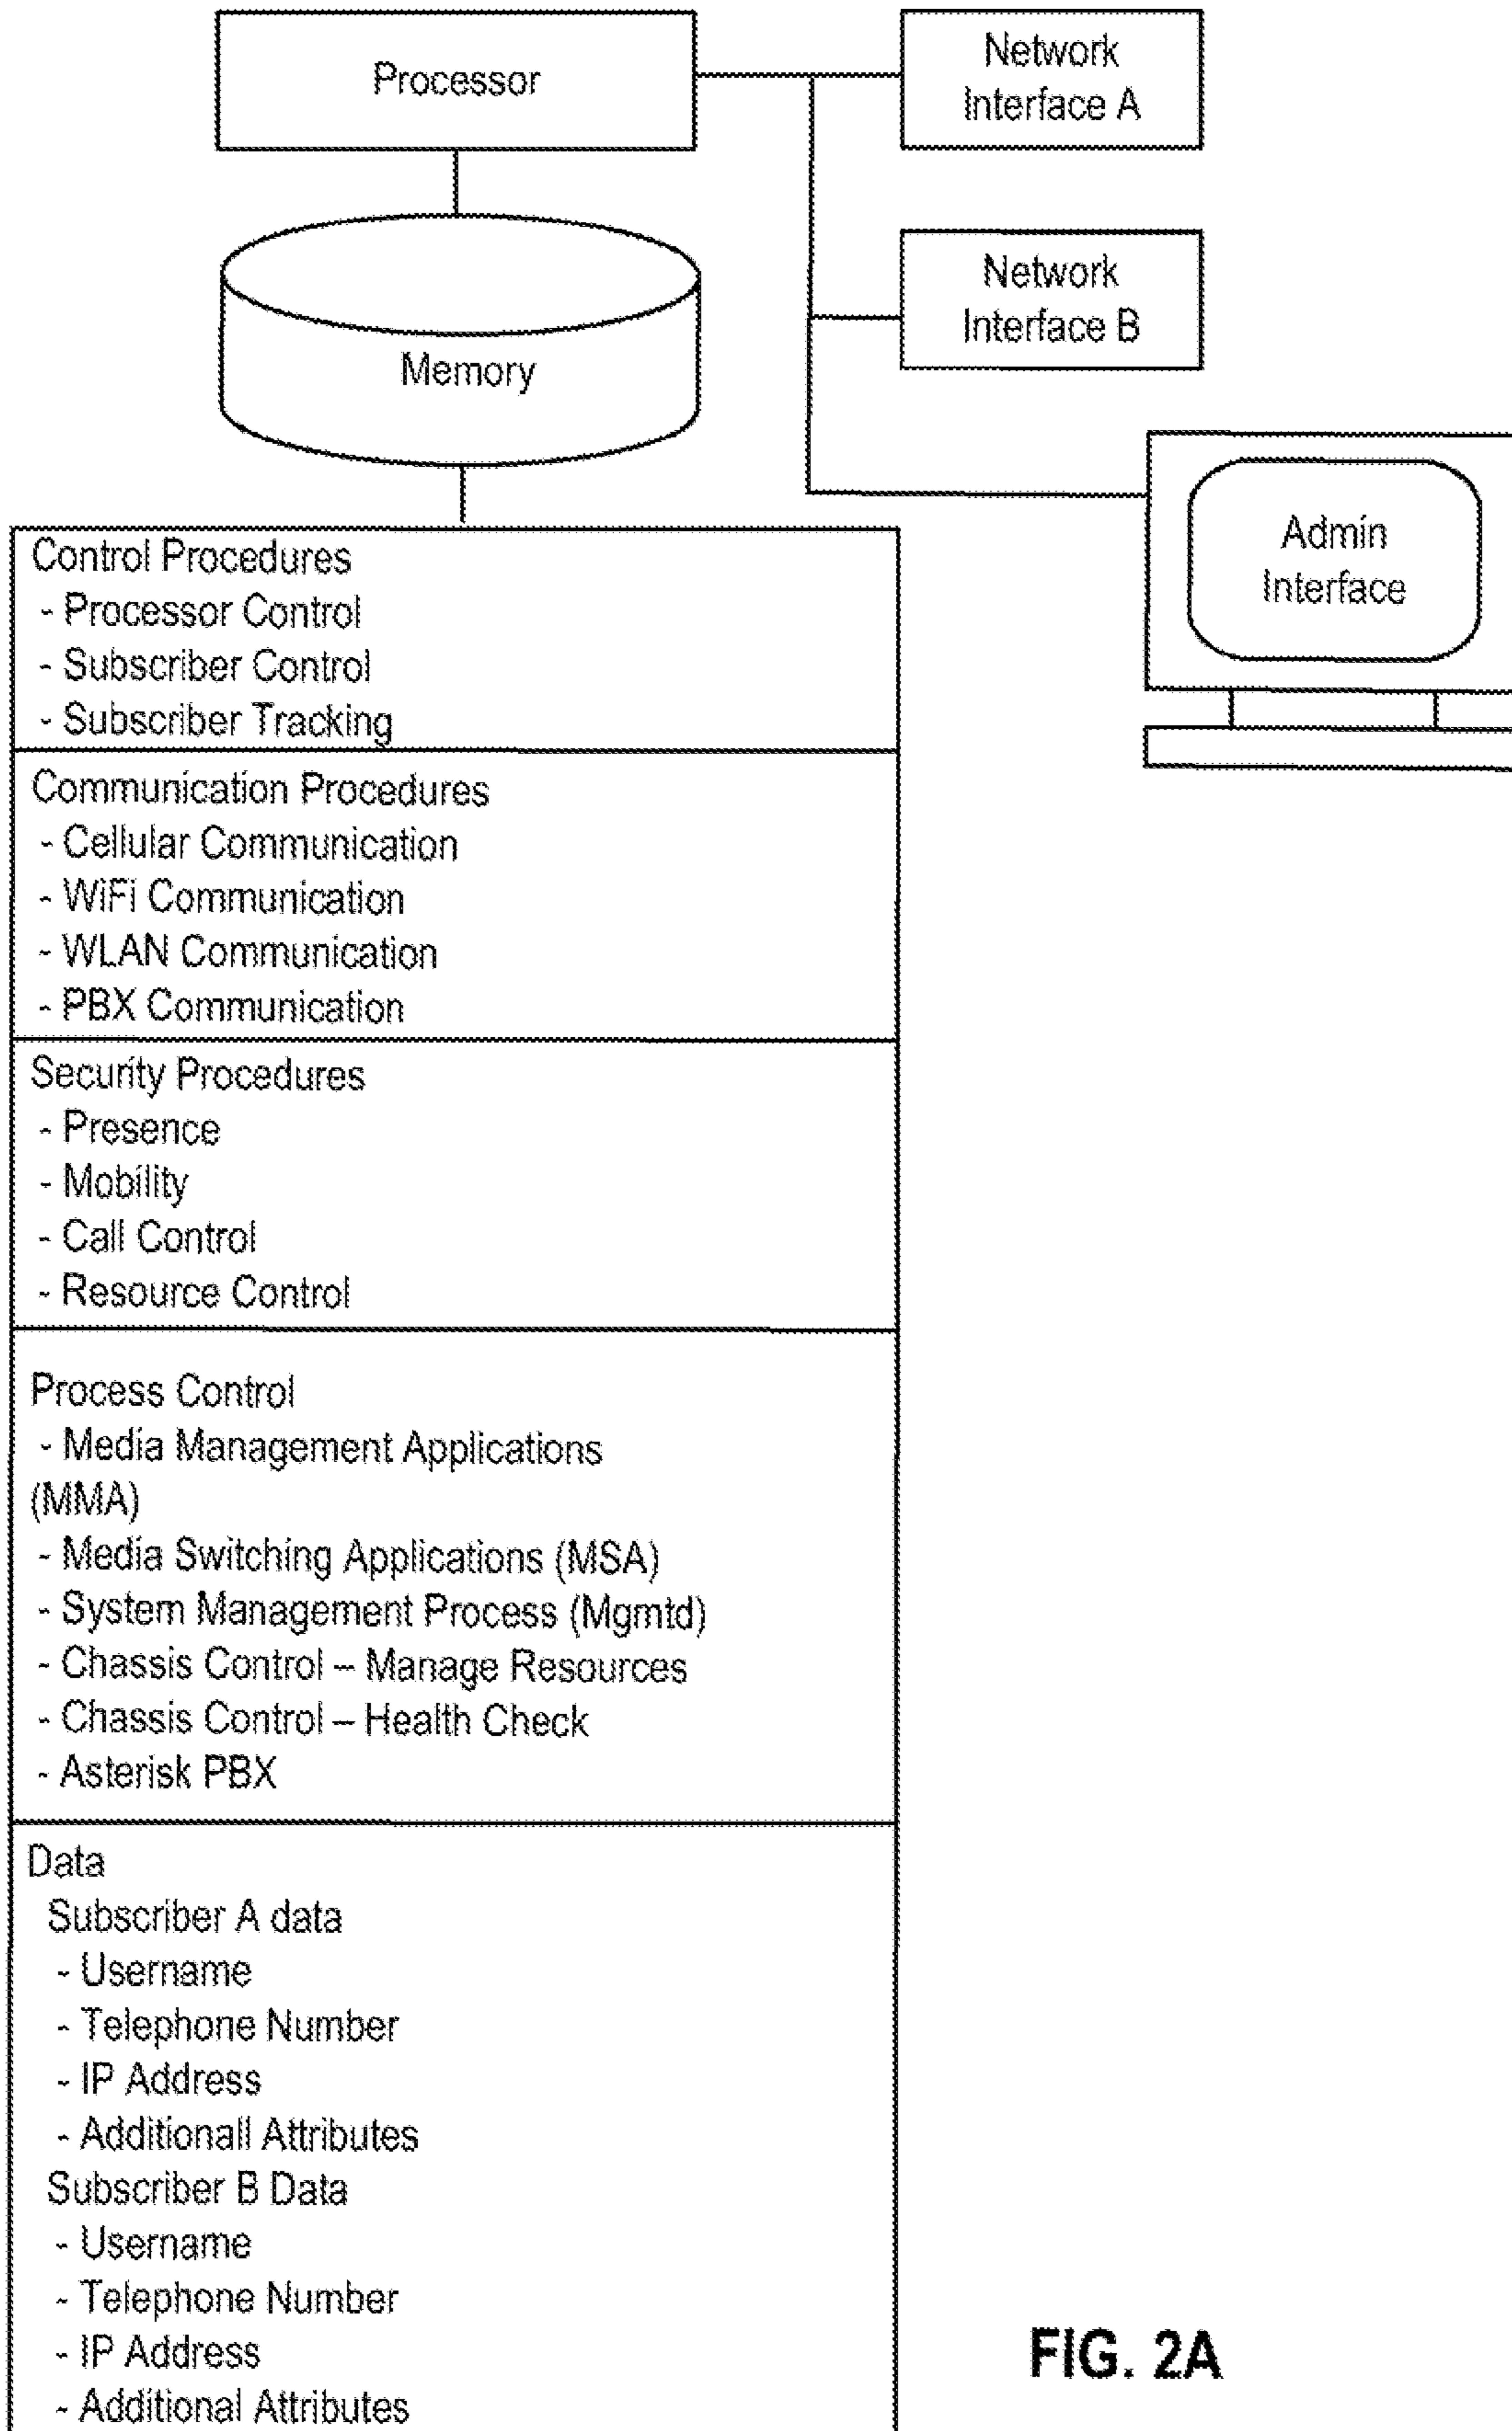 Processor
Network
Interface A
Network
Interface B
Memory
Admin
Interface
Control Procedures
- Processor Control
- Subscriber Control
- Subscriber Tracking
Communication Procedures
- Cellular Communication
- WiFi Communication
- WLAN Communication
- PBX Communication
Security Procedures
- Presence
- Mobility
- Call Control
- Resource Control
Process Control
- Media Management Applications
(MMA)
- Media Switching Applications (MSA)
- System Management Process (Mgmtd)
- Chassis Control – Manage Resources
- Chassis Control – Health Check
- Asterisk PBX
Data
Subscriber A data
- Username
- Telephone Number
- IP Address
- Additionall Attributes
Subscriber B Data
- Username
- Telephone Number
- IP Address
- Additional Attributes
FIG. 2A